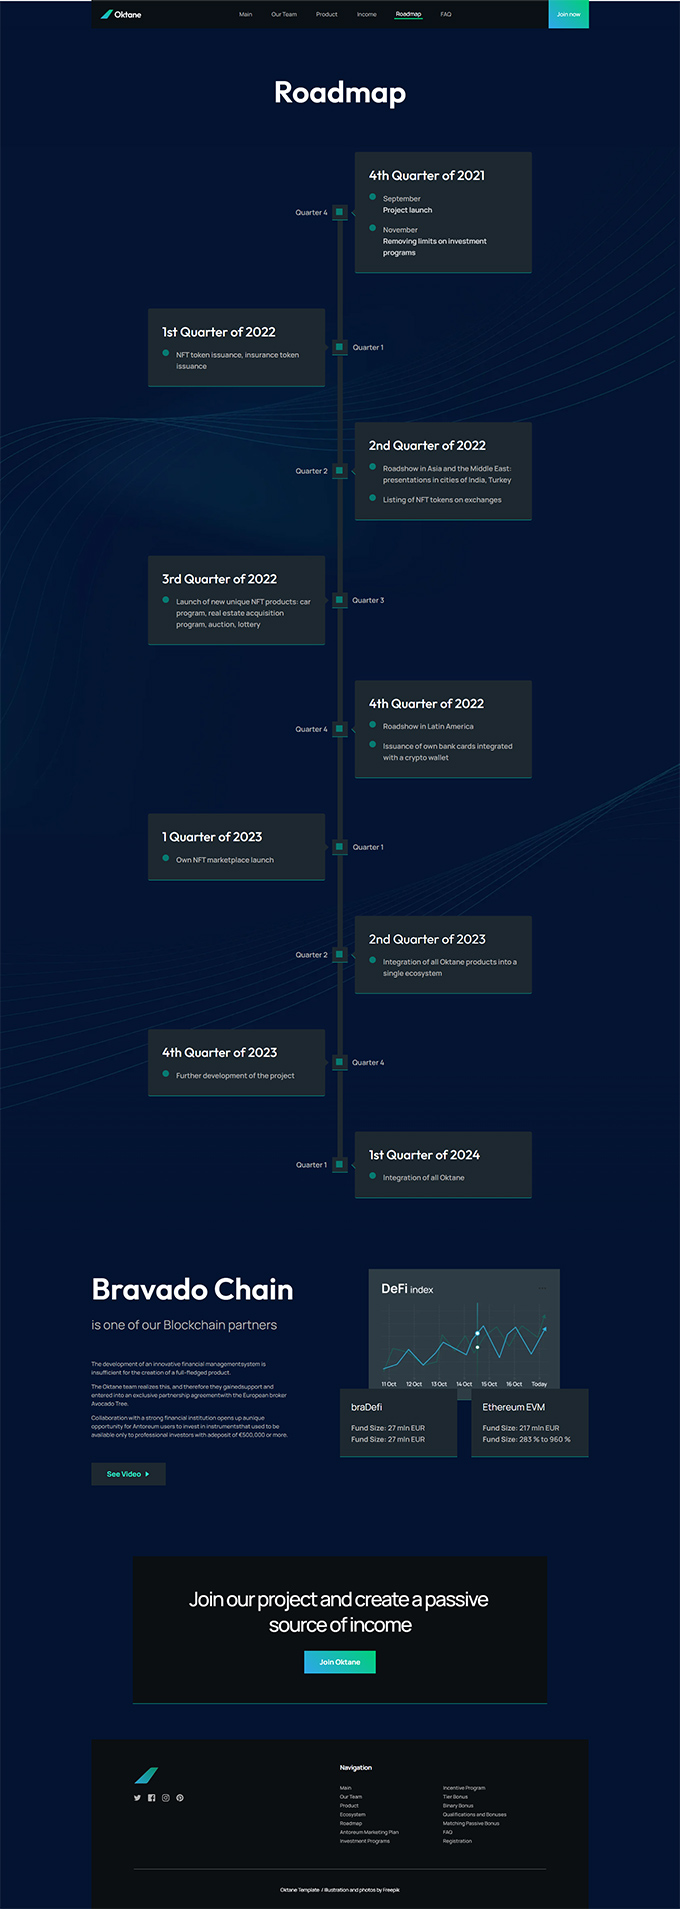 Oktane
Main
Our Team
Product
Income
Roadmap
FAQ
Join now
Roadmap
4th Quarter of 2021
September
Project launch
November
Removing limits on investment
programs
Quarter 4
1st Quarter of 2022
NFT token issuance, insurance token
issuance
Quarter 1
2nd Quarter of 2022
Roadshow in Asia and the Middle East:
presentations in cities of India, Turkey
Listing of NFT tokens on exchanges
Quarter 2
3rd Quarter of 2022
Launch of new unique NFT products: car
program, real estate acquisition
program, auction, lottery
Quarter 3
4th Quarter of 2022
Roadshow in Latin America
Issuance of own bank cards integrated
with a crypto wallet
Quarter 4
1 Quarter of 2023
Own NFT marketplace launch
Quarter 1
2nd Quarter of 2023
Integration of all Oktane products into a
single ecosystem
Quarter 2
4th Quarter of 2023
Further development of the project
Quarter 4
1st Quarter of 2024
Integration of all Oktane
Quarter 1
Bravado Chain
is one of our Blockchain partners
The development of an innovative financial managementsystem is
insufficient for the creation of a full-fledged product.
The Oktane team realizes this, and therefore they gainedsupport and
entered into an exclusive partnership agreementwith the European broker
Avocado Tree.
Collaboration with a strong financial institution opens up aunique
opportunity for Antoreum users to invest in instrumentsthat used to be
available only to professional investors with adeposit of €500,000 or more.
See Video
DeFi index
11 Oct 12 Oct 13 Oct 14 Oct 15 Oct 16 Oct Today
braDefi
Fund Size: 27 mln EUR
Fund Size: 27 mln EUR
Ethereum EVM
Fund Size: 217 mln EUR
Fund Size: 283 % to 960 %
Join our project and create a passive
source of income
Join Oktane
Navigation
Main
Our Team
Product
Ecosystem
Roadmap
Antoreum Marketing Plan
Investment Programs
Incentive Program
Tier Bonus
Binary Bonus
Qualifications and Bonuses
Matching Passive Bonus
FAQ
Registration
Oktane Template / Illustration and photos by Freepik